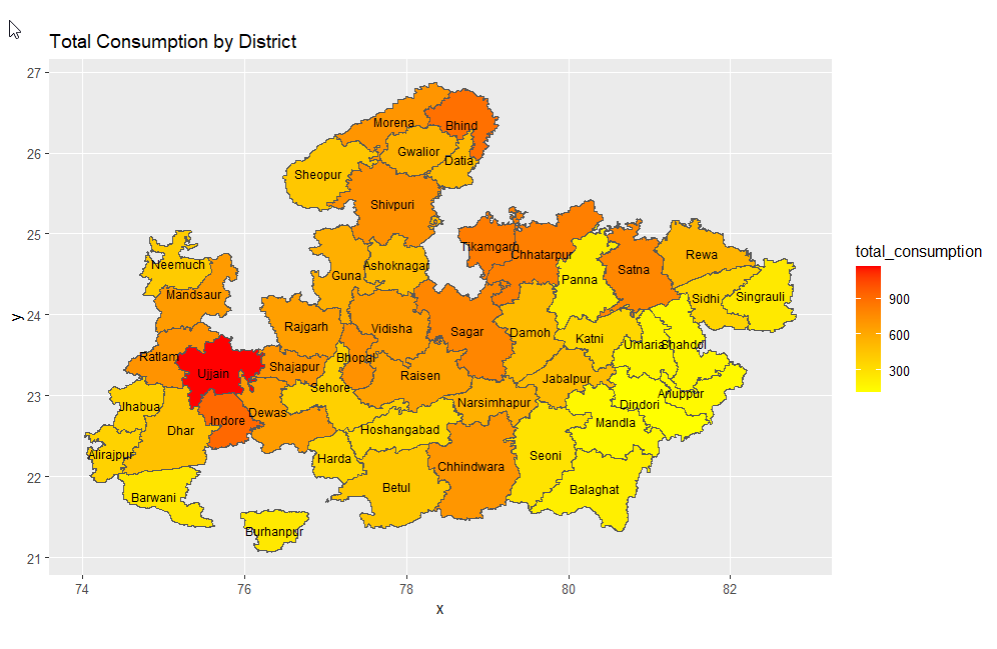 Total Consumption by District
27
26
25
24
23
22
21
y
74
76
78
80
82
x
total_consumption
900
600
300
Morena
Bhind
Gwalior
Datia
Sheopur
Shivpuri
Tikamgarh
Chhatarpur
Neemuch
Ashoknagar
Guna
Panna
Satna
Rewa
Mandsaur
Sidhi
Singrauli
Rajgarh
Vidisha
Sagar
Damoh
Katni
Umaria
Shahdol
Ratlam
Ujjain
Shajapur
Bhopal
Raisen
Jabalpur
Sehore
Jhabua
Dewas
Narsimhapur
Dindori
Anuppur
Dhar
Indore
Hoshangabad
Mandla
Alirajpur
Harda
Chhindwara
Seoni
Barwani
Betul
Balaghat
Burhanpur